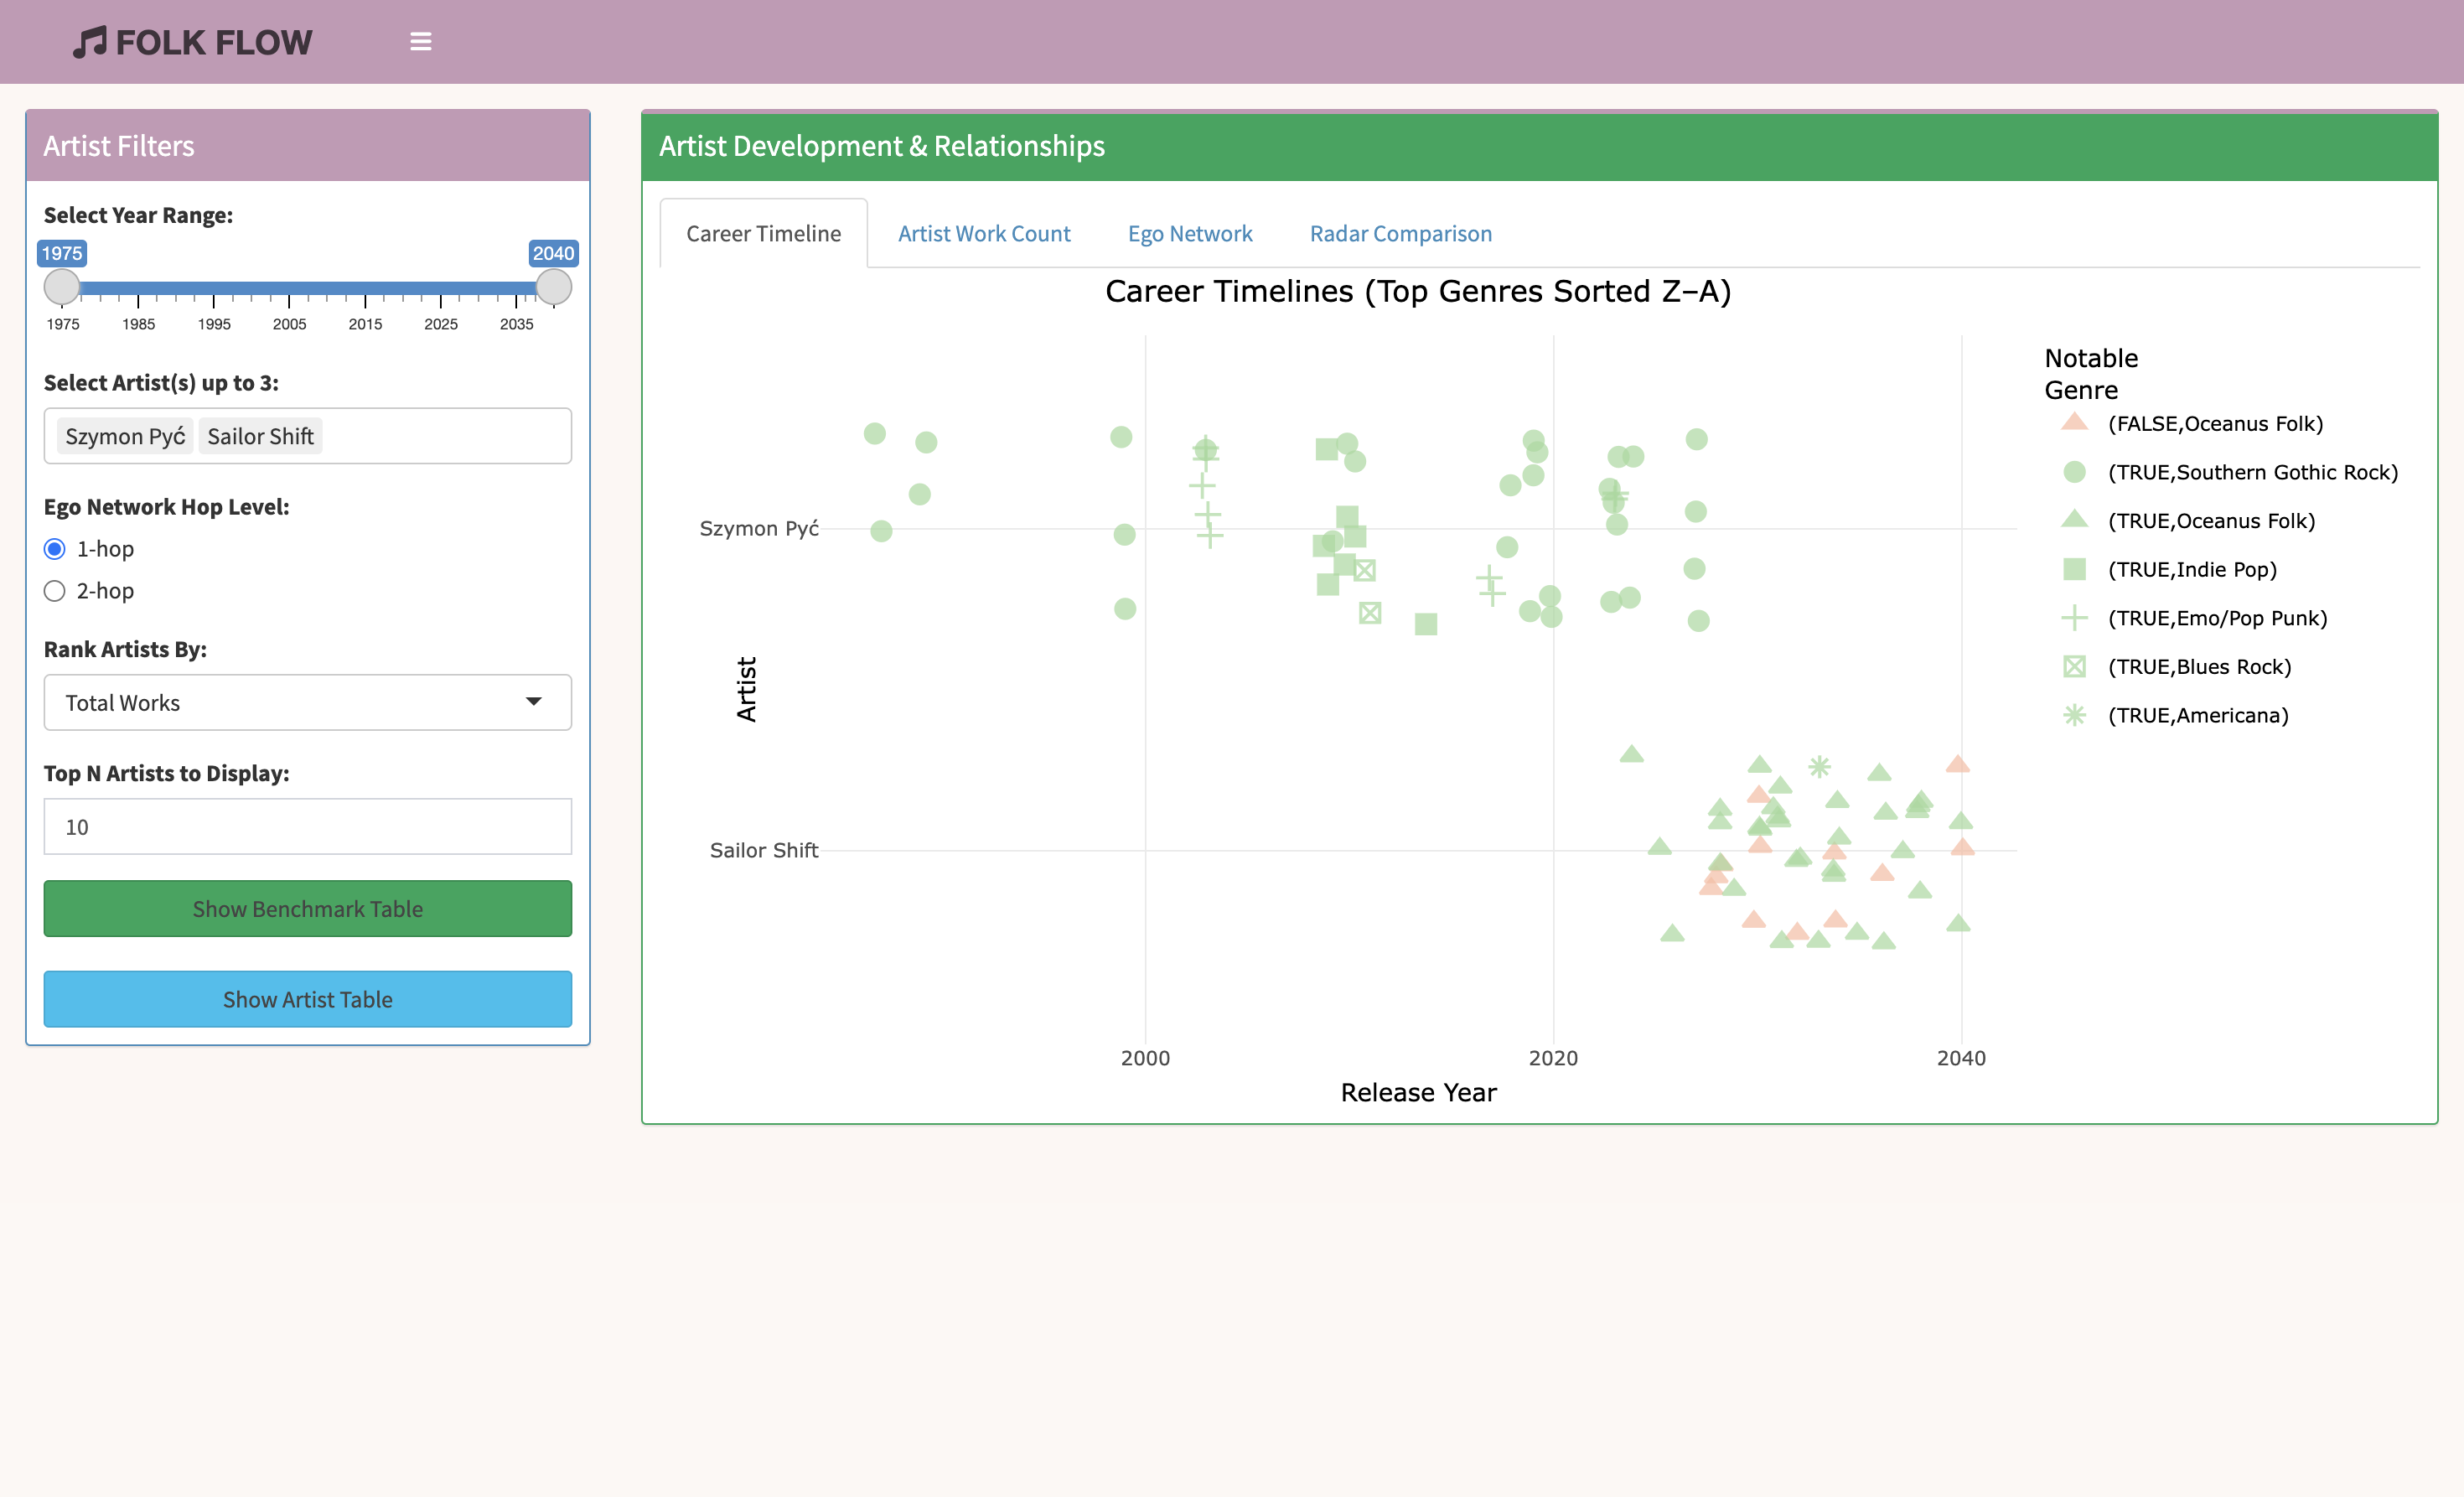 FOLK FLOW
Artist Filters
Select Year Range:
1975 2040
1975 1985 1995 2005 2015 2025 2035
Select Artist(s) up to 3:
Szymon Pyć Sailor Shift
Ego Network Hop Level:
1-hop
2-hop
Rank Artists By:
Total Works
Top N Artists to Display:
10
Show Benchmark Table
Show Artist Table
Artist Development & Relationships
Career Timeline Artist Work Count Ego Network Radar Comparison
Career Timelines (Top Genres Sorted Z−A)
Szymon Pyć
Artist
Sailor Shift
2000 2020 2040
Release Year
Notable
Genre
(FALSE,Oceanus Folk)
(TRUE,Southern Gothic Rock)
(TRUE,Oceanus Folk)
(TRUE,Indie Pop)
(TRUE,Emo/Pop Punk)
(TRUE,Blues Rock)
(TRUE,Americana)